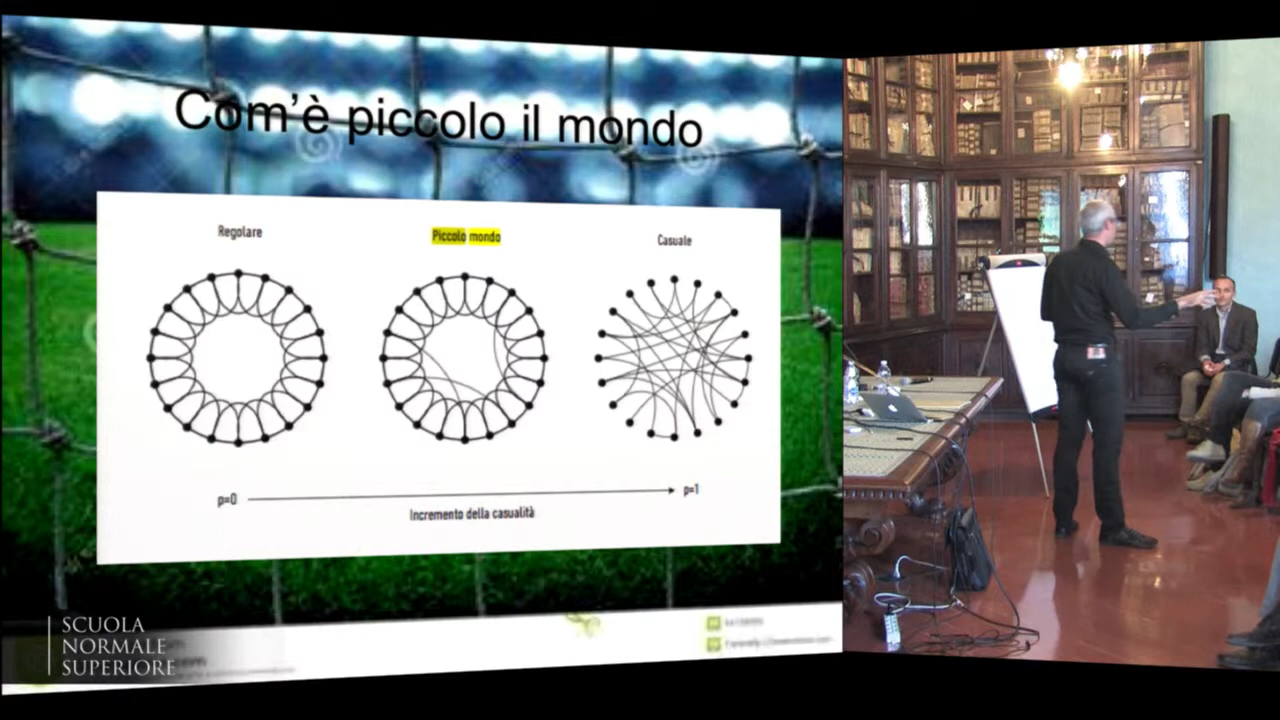 Com'è piccolo il mondo
Regolare
Piccolo mondo
Casuale
p=0
p=1
Incremento della casualità
SCUOLA
NORMALE
SUPERIORE